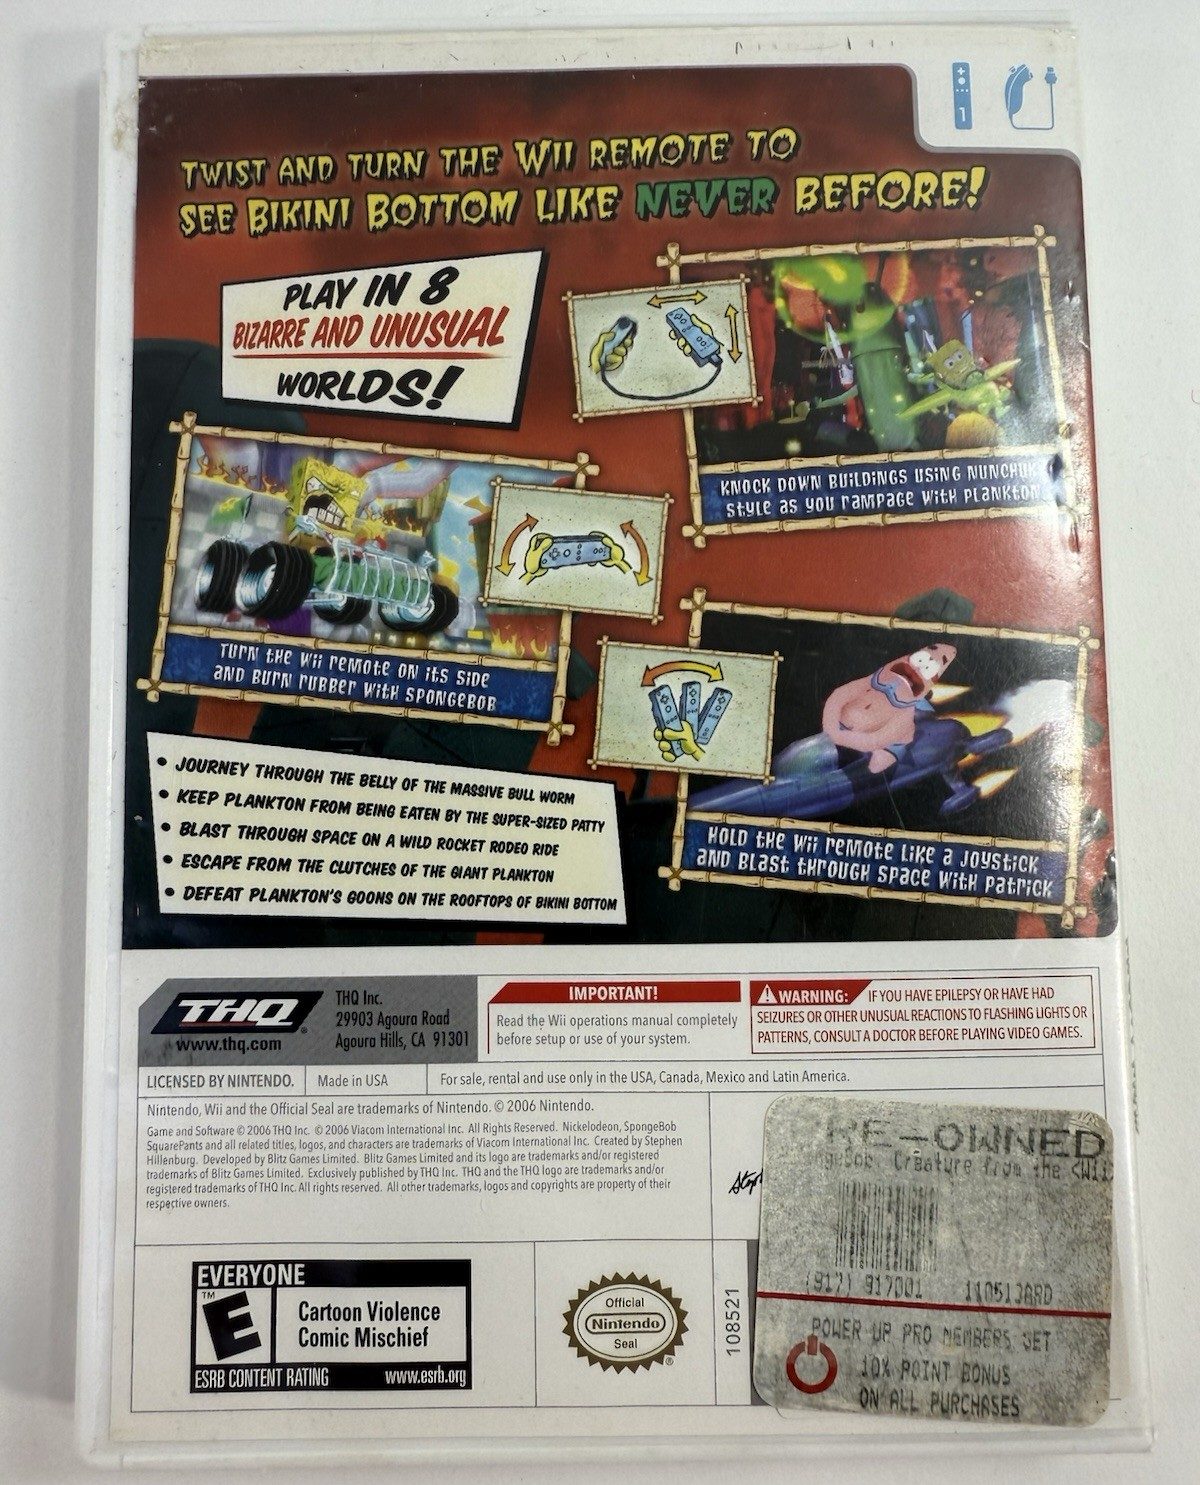 1
TWIST AND TURN THE Wii REMOTE TO
SEE BIKINI BOTTOM LIKE NEVER BEFORE!
PLAY IN 8
BIZARRE AND UNUSUAL
WORLDS!
KNOCK DOWN BUILDINGS USING NUNCHUK
STYLE AS YOU RAMPAGE WITH PLANKTON
TURN THE Wii REMOTE ON ITS SIDE
AND BURN RUBBER WITH SPONGEBOB
HOLD THE Wii REMOTE LIKE A JOYSTICK
AND BLAST THROUGH SPACE WITH PATRICK
• JOURNEY THROUGH THE BELLY OF THE MASSIVE BULL WORM
• KEEP PLANKTON FROM BEING EATEN BY THE SUPER-SIZED PATTY
• BLAST THROUGH SPACE ON A WILD ROCKET RODEO RIDE
• ESCAPE FROM THE CLUTCHES OF THE GIANT PLANKTON
• DEFEAT PLANKTON'S GOONS ON THE ROOFTOPS OF BIKINI BOTTOM
THQ®
www.thq.com
THQ Inc.
29903 Agoura Road
Agoura Hills, CA 91301
IMPORTANT!
Read the Wii operations manual completely
before setup or use of your system.
WARNING: IF YOU HAVE EPILEPSY OR HAVE HAD
SEIZURES OR OTHER UNUSUAL REACTIONS TO FLASHING LIGHTS OR
PATTERNS, CONSULT A DOCTOR BEFORE PLAYING VIDEO GAMES.
LICENSED BY NINTENDO.
Made in USA
For sale, rental and use only in the USA, Canada, Mexico and Latin America.
Nintendo, Wii and the Official Seal are trademarks of Nintendo. © 2006 Nintendo.
Game and Software © 2006 THQ Inc. © 2006 Viacom International Inc. All Rights Reserved. Nickelodeon, SpongeBob
SquarePants and all related titles, logos, and characters are trademarks of Viacom International Inc. Created by Stephen
Hillenburg. Developed by Blitz Games Limited. Blitz Games Limited and its logo are trademarks and/or registered
trademarks of Blitz Games Limited. Exclusively published by THQ Inc. THQ and the THQ logo are trademarks and/or
registered trademarks of THQ Inc. All rights reserved. All other trademarks, logos and copyrights are property of their
respective owners.
Steph
PRE-OWNED
ngeBob: Creature from the <Wii
(917) 917001 110513ARD
POWER UP PRO MEMBERS GET
10% POINT BONUS
ON ALL PURCHASES
EVERYONE
E™
Cartoon Violence
Comic Mischief
ESRB CONTENT RATING www.esrb.org
Official
Nintendo
Seal
®
108521